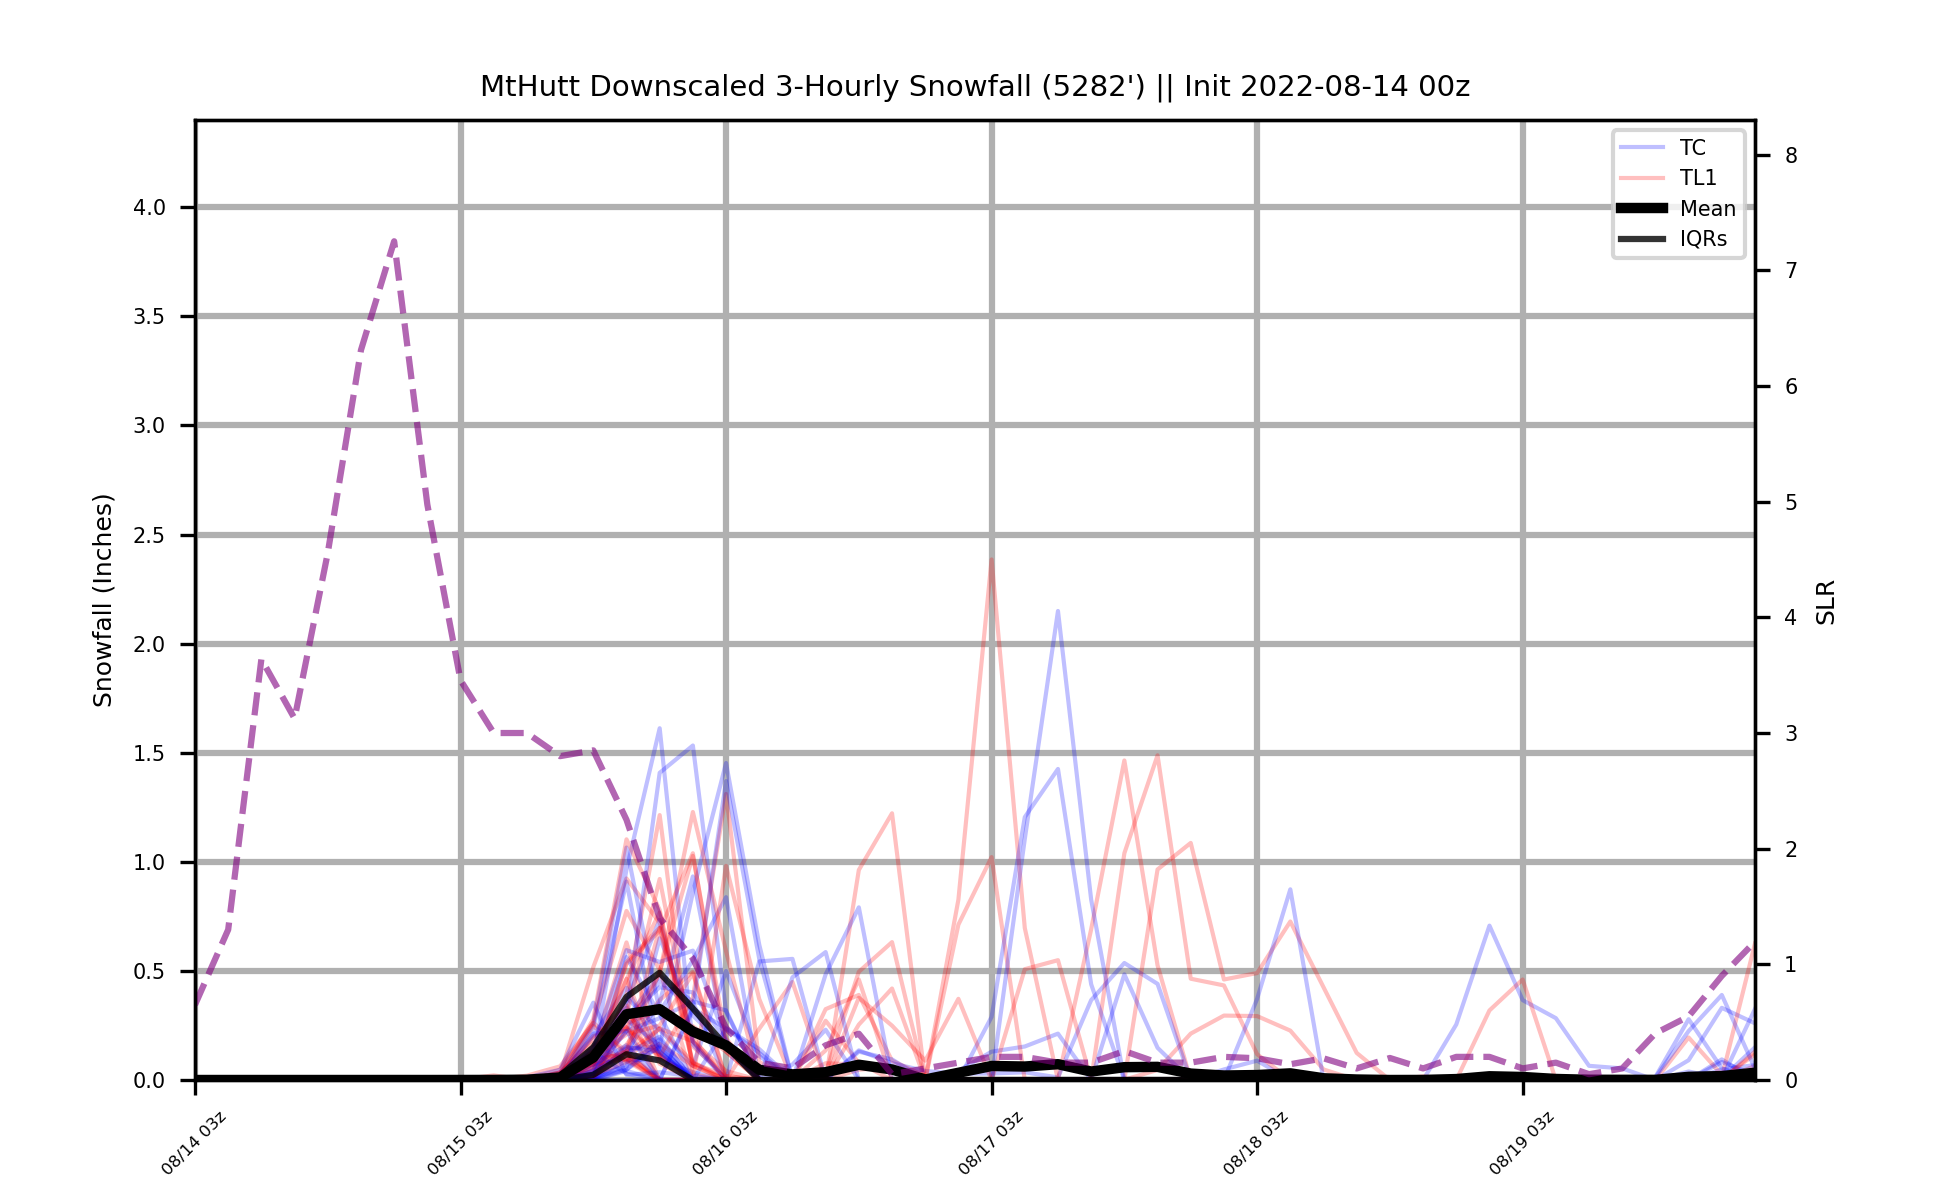 MtHutt Downscaled 3-Hourly Snowfall (5282') || Init 2022-08-14 00z
TC
TL1
Mean
IQRs
Snowfall (Inches)
4.0
3.5
3.0
2.5
2.0
1.5
1.0
0.5
0.0
8
7
6
5
4
3
2
1
0
SLR
08/14 03z
08/15 03z
08/16 03z
08/17 03z
08/18 03z
08/19 03z